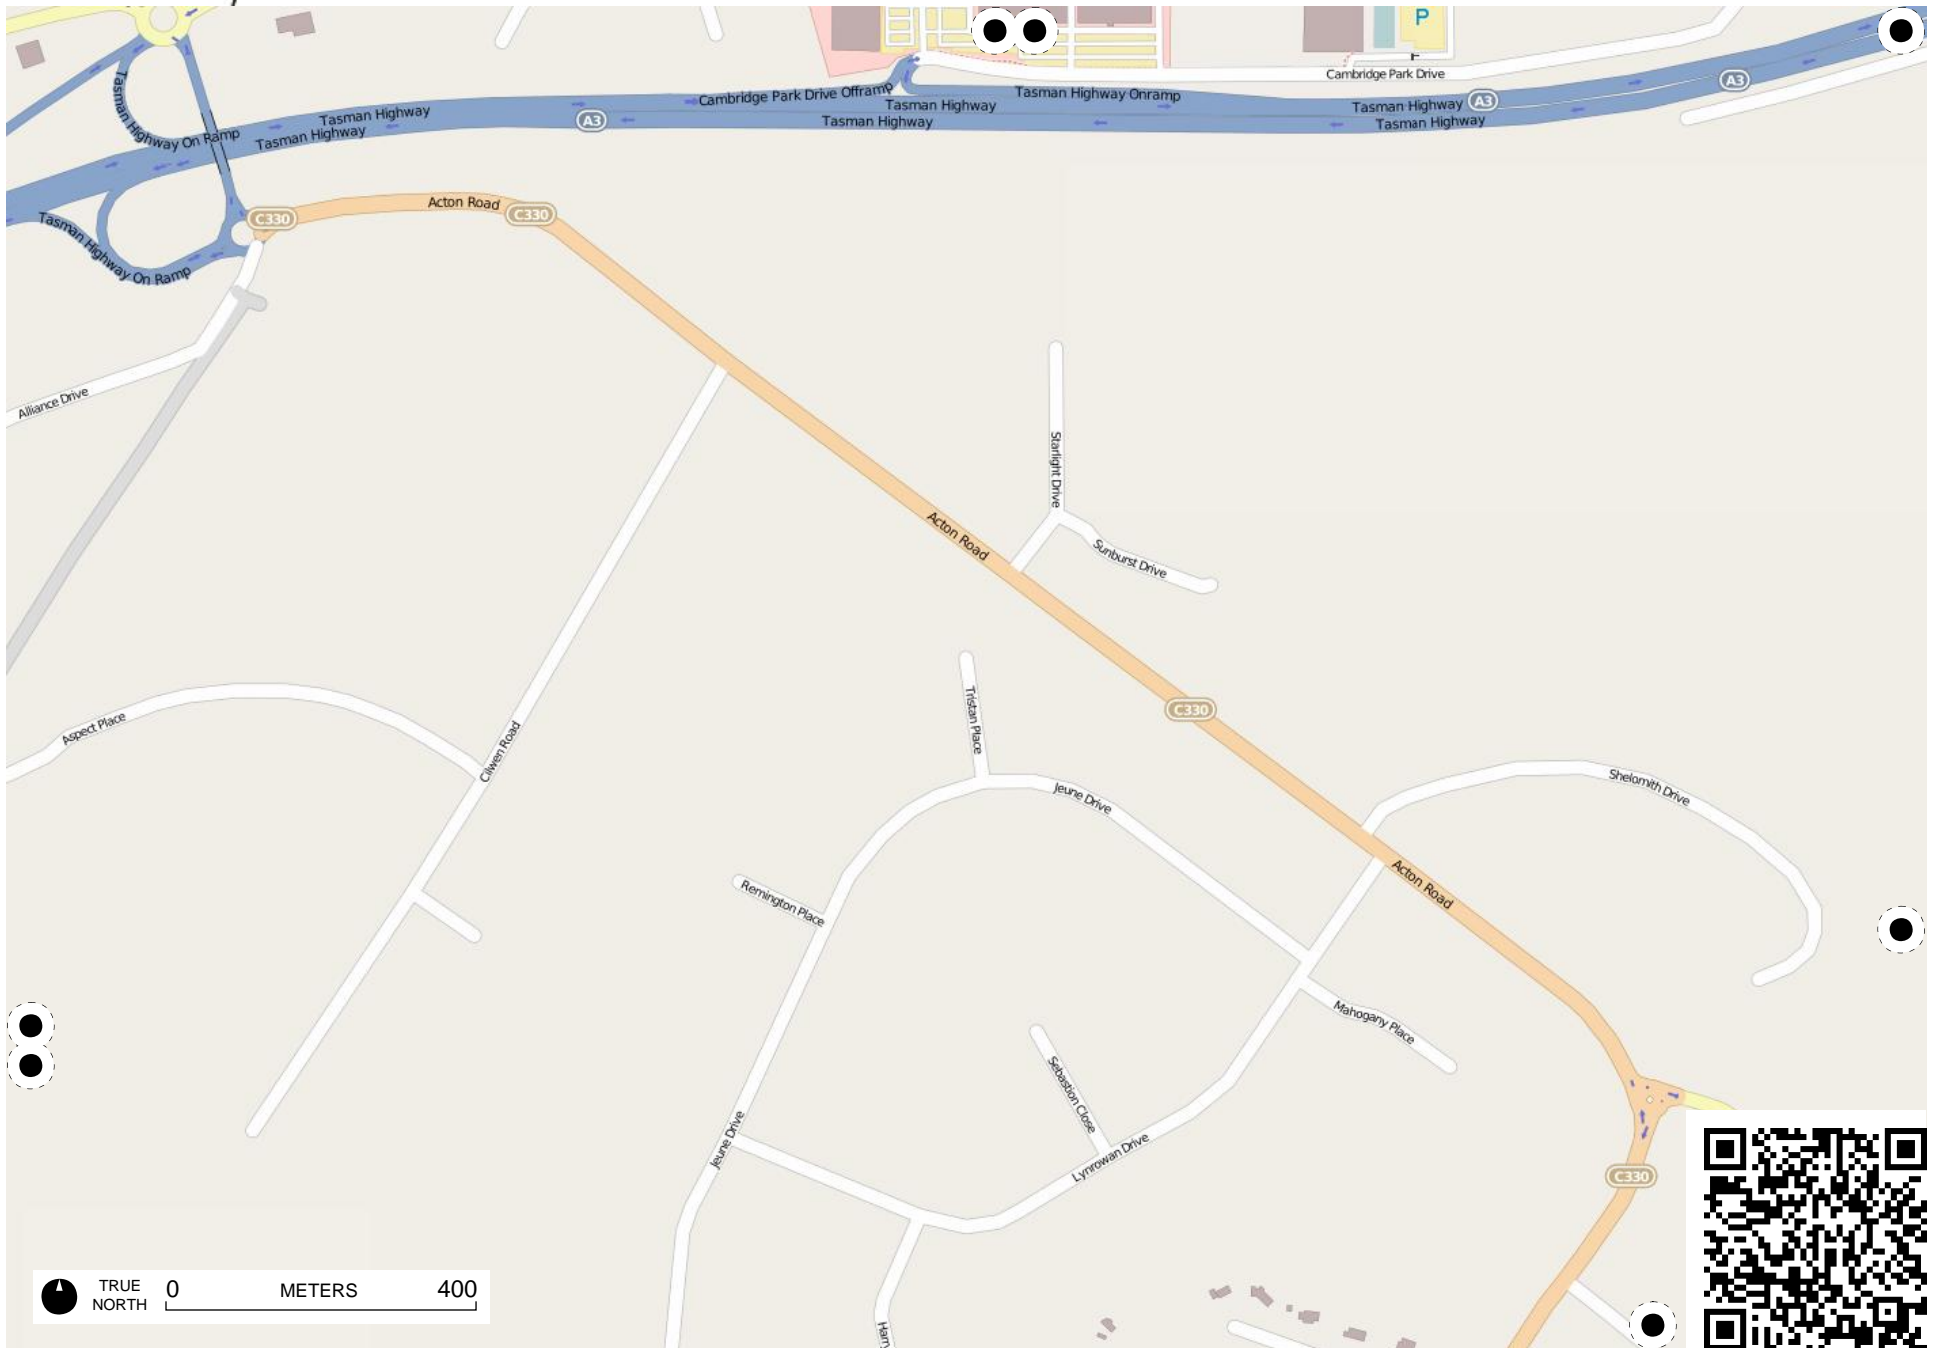 P
Cambridge Park Drive
A3
Cambridge Park Drive Offramp
Tasman Highway Onramp
Tasman Highway
Tasman Highway
Tasman Highway
A3
Tasman Highway
A3
Tasman Highway
Tasman Highway
Tasman Highway
Tasman Highway On Ramp
Acton Road
C330
C330
Tasman Highway On Ramp
Alliance Drive
Starlight Drive
Acton Road
Sunburst Drive
Tristan Place
C330
Aspect Place
Cilwen Road
Jeune Drive
Shelomith Drive
Acton Road
Remington Place
Mahogany Place
Sebastion Close
Jeune Drive
Lynrowan Drive
C330
TRUE
NORTH
0 METERS 400